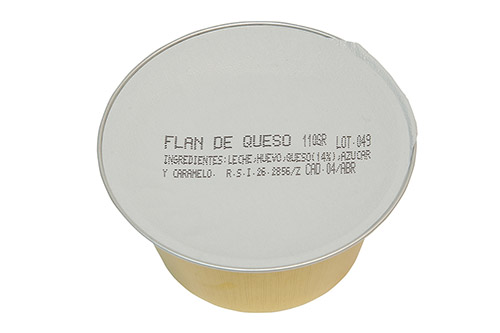 FLAN DE QUESO 110GR LOT.049
INGREDIENTES:LECHE,HUEVO,QUESO(14%),AZUCAR
Y CARAMELO. R.S.I.26.2856/Z CAD.04/ABR